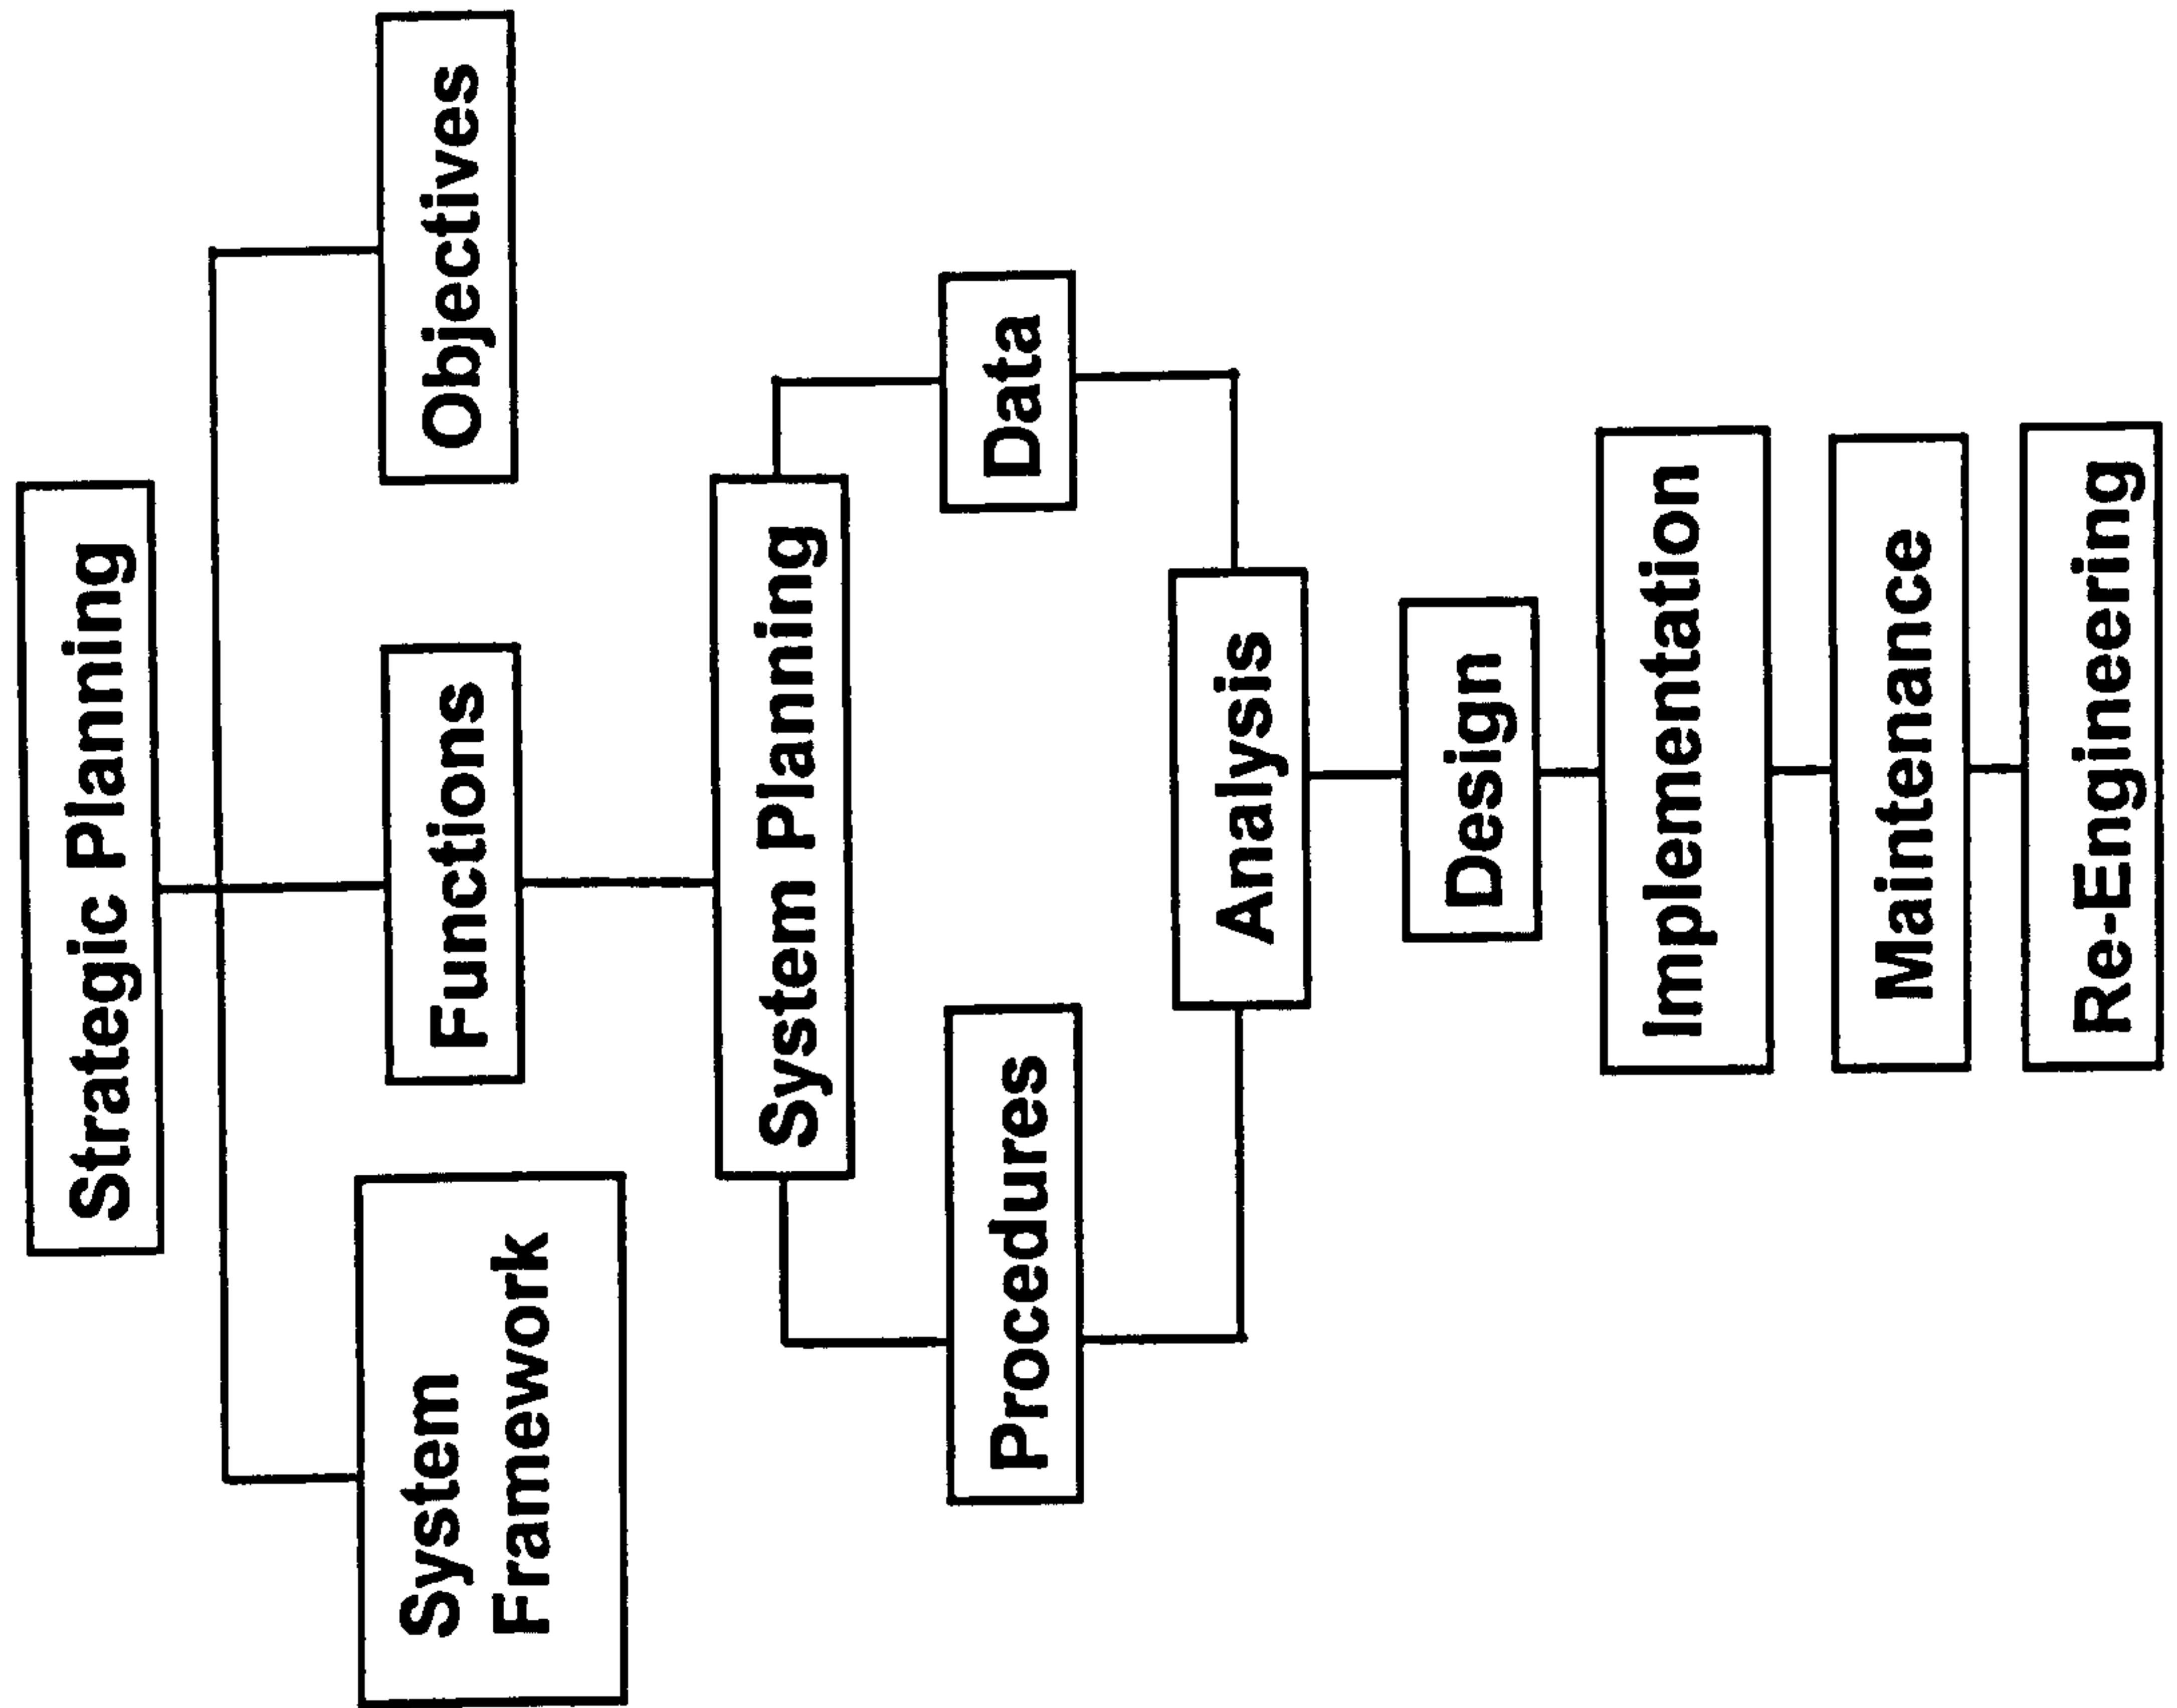 Strategic Planning
System
Framework
Functions
Objectives
System Planning
Procedures
Data
Analysis
Design
Implementation
Maintenance
Re-Engineering